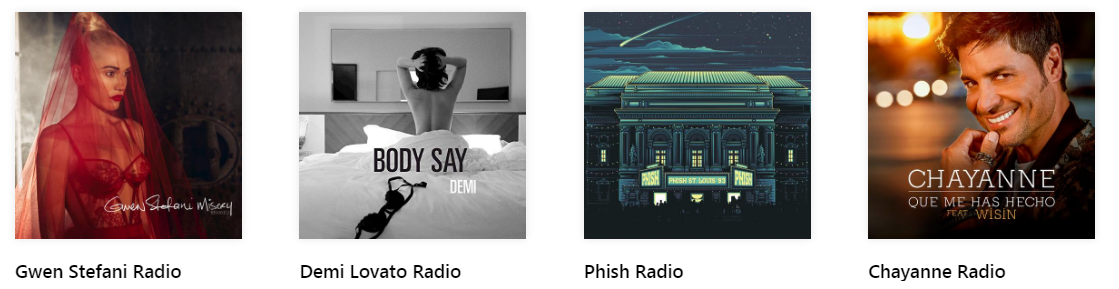 Gwen Stefani Misery
BODY SAY
DEMI
PHISH
PHISH ST. LOUIS 93
PHISH
CHAYANNE
QUE ME HAS HECHO
FEAT. WISIN
Gwen Stefani Radio
Demi Lovato Radio
Phish Radio
Chayanne Radio